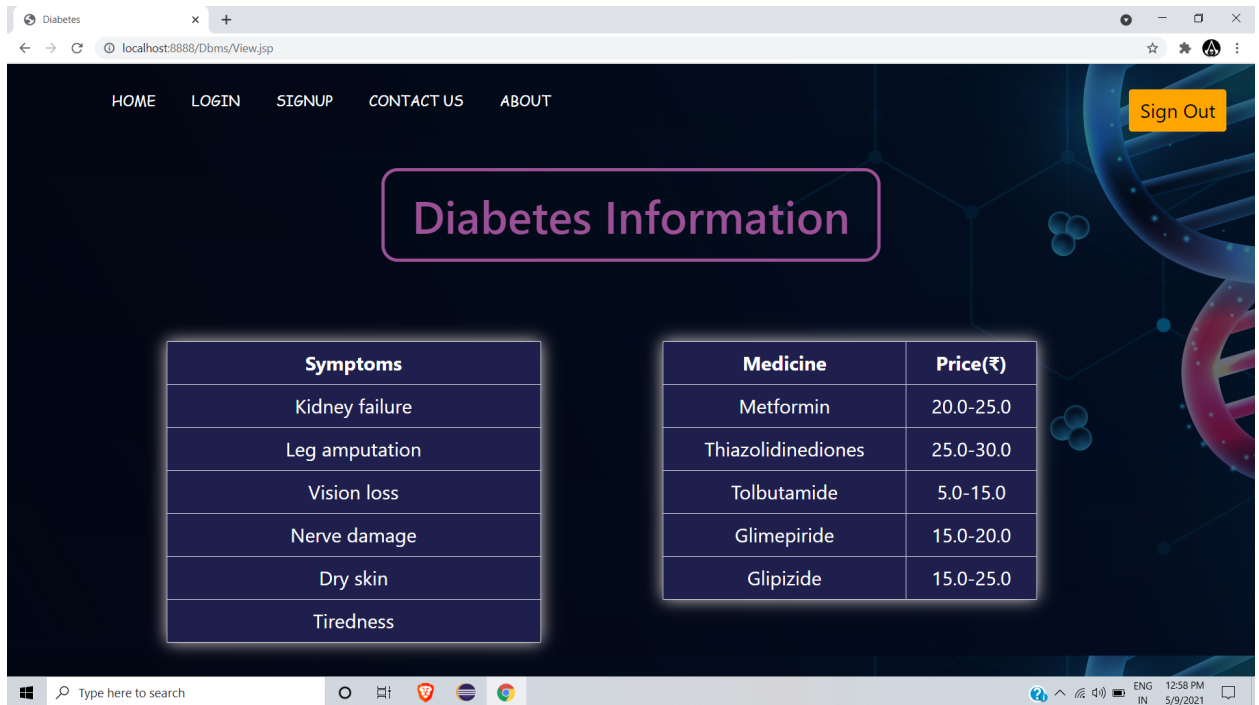 Diabetes
localhost:8888/Dbms/View.jsp
HOME LOGIN SIGNUP CONTACT US ABOUT
Sign Out
Diabetes Information
Symptoms
Kidney failure
Leg amputation
Vision loss
Nerve damage
Dry skin
Tiredness
Medicine Price(₹)
Metformin 20.0-25.0
Thiazolidinediones 25.0-30.0
Tolbutamide 5.0-15.0
Glimepiride 15.0-20.0
Glipizide 15.0-25.0
Type here to search
ENG 12:58 PM
IN 5/9/2021